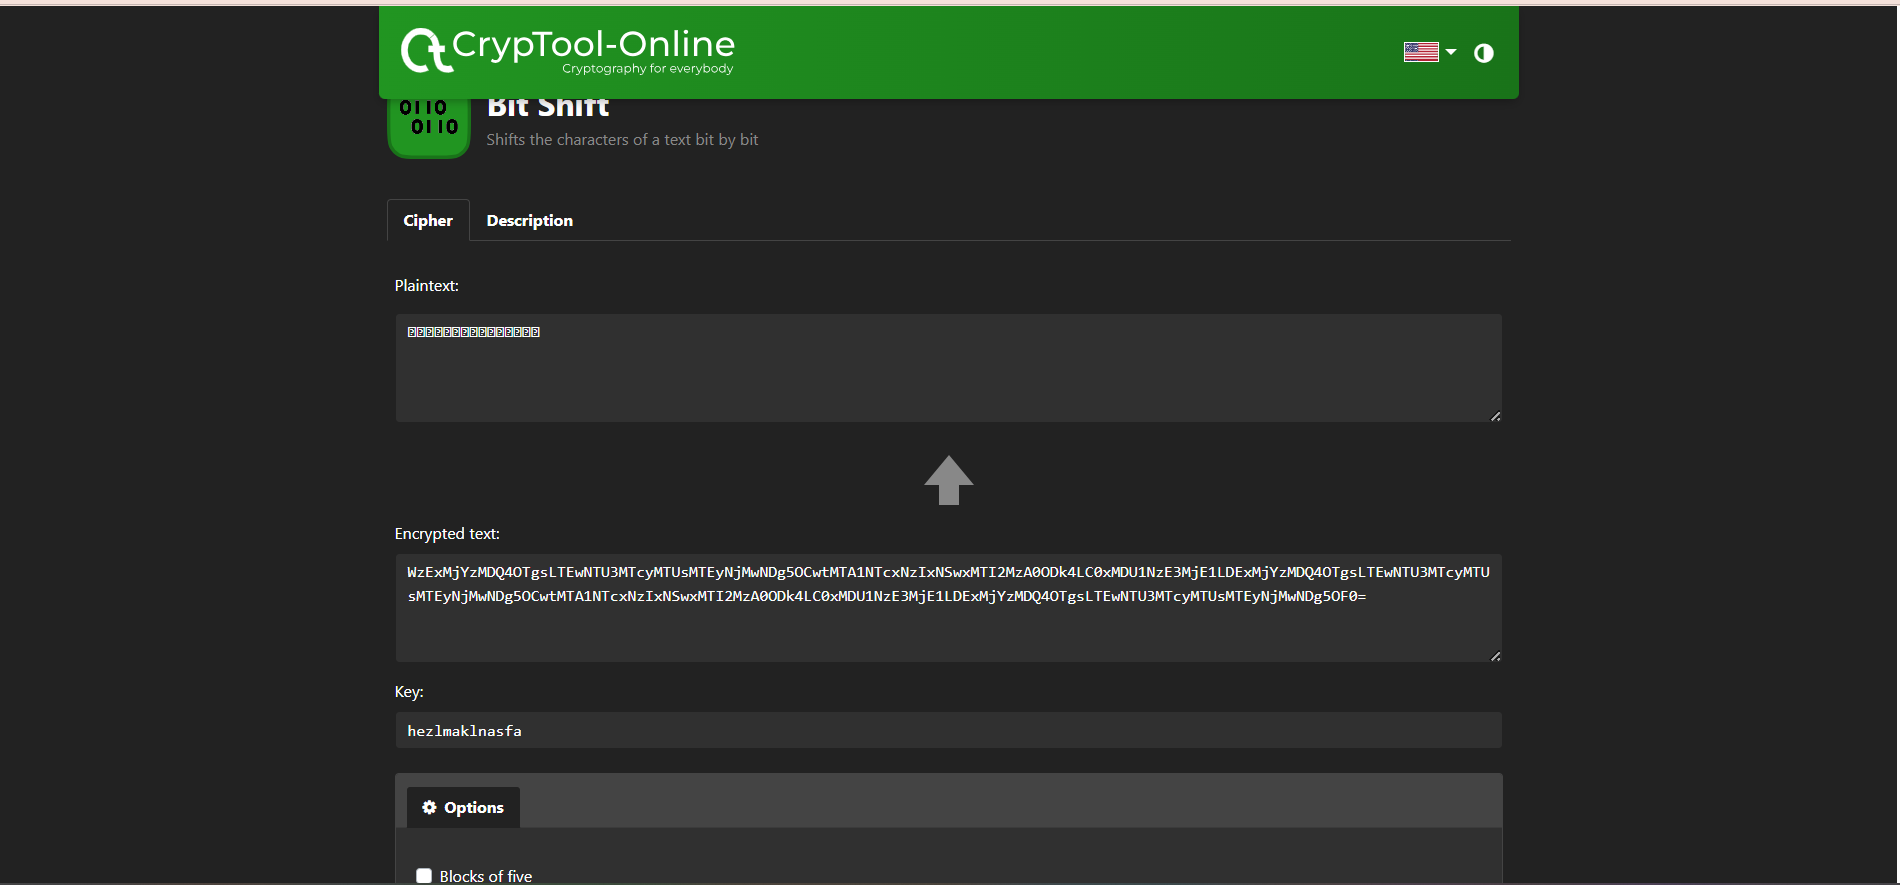 CrypTool-Online
Cryptography for everybody
0110
0110
Bit Shift
Shifts the characters of a text bit by bit
Cipher
Description
Plaintext:
Encrypted text:
WzExMjYzMDQ4OTgsLTEwNTU3MTcyMTUsMTEyNjMwNDg5OCwtMTA1NTcxNzIxNSwxMTI2MzA0ODk4LC0xMDU1NzE3MjE1LDExMjYzMDQ4OTgsLTEwNTU3MTcyMTU
sMTEyNjMwNDg5OCwtMTA1NTcxNzIxNSwxMTI2MzA0ODk4LC0xMDU1NzE3MjE1LDExMjYzMDQ4OTgsLTEwNTU3MTcyMTUsMTEyNjMwNDg5OF0=
Key:
hezlmaklnasfa
Options
Blocks of five